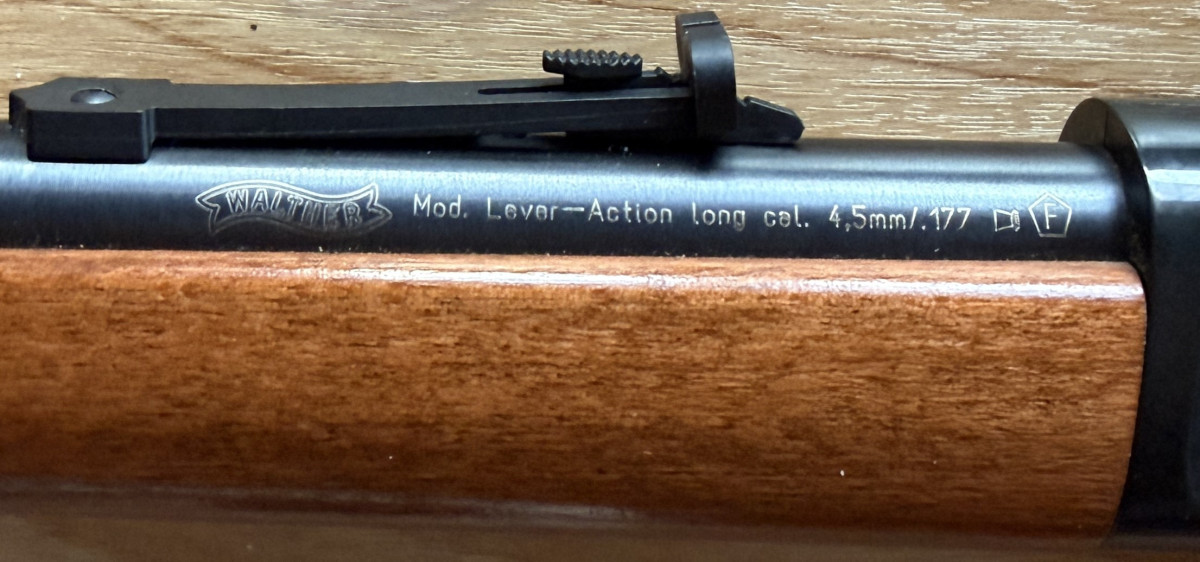 WALTHER
Mod. Lever-Action long cal. 4,5mm/.177 F